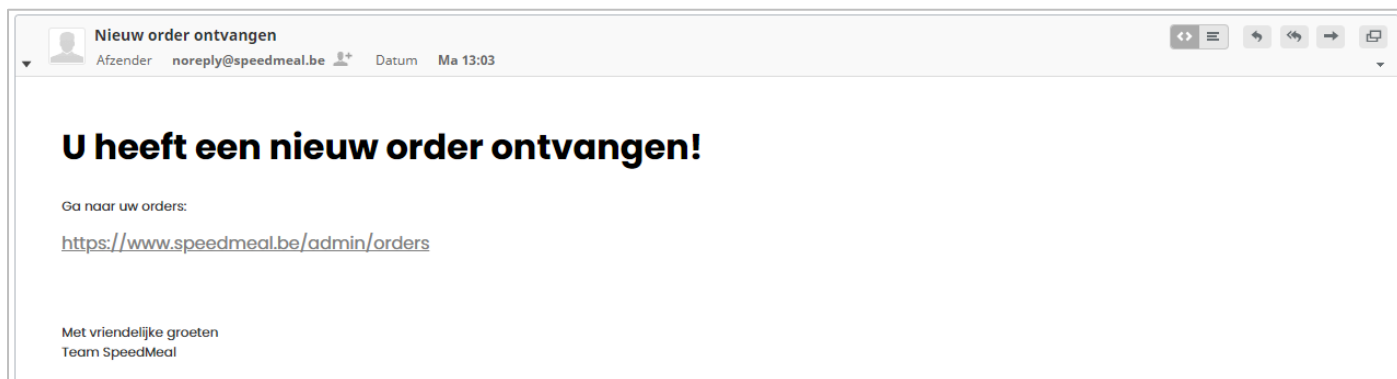 Nieuw order ontvangen
Afzender noreply@speedmeal.be Datum Ma 13:03
U heeft een nieuw order ontvangen!
Ga naar uw orders:
https://www.speedmeal.be/admin/orders
Met vriendelijke groeten
Team SpeedMeal